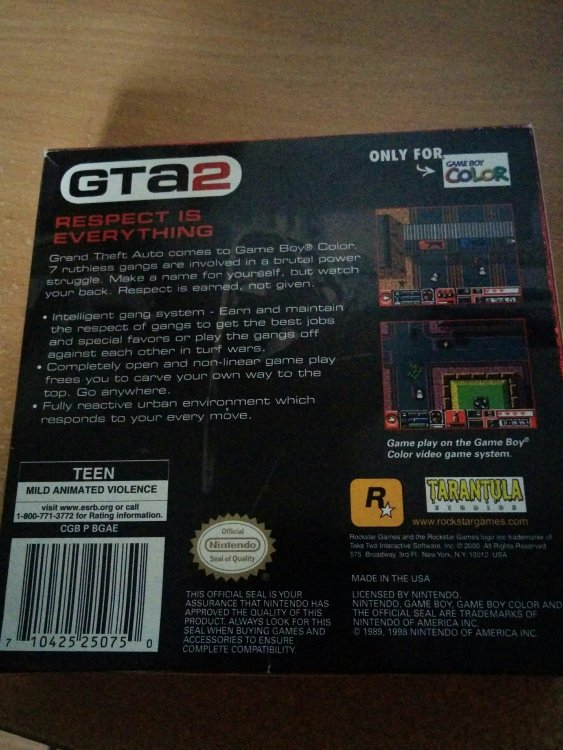 GTA2
ONLY FOR
GAME BOY
COLOR
RESPECT IS
EVERYTHING
Grand Theft Auto comes to Game Boy® Color.
7 ruthless gangs are involved in a brutal power
struggle. Make a name for yourself, but watch
your back. Respect is earned, not given.
• Intelligent gang system - Earn and maintain
the respect of gangs to get the best jobs
and special favors or play the gangs off
against each other in turf wars.
• Completely open and non-linear game play
frees you to carve your own way to the
top. Go anywhere.
• Fully reactive urban environment which
responds to your every move.
Game play on the Game Boy®
Color video game system.
TEEN
MILD ANIMATED VIOLENCE
visit www.esrb.org or call
1-800-771-3772 for Rating information.
CGB P BGAE
7 10425 25075 0
Official
Nintendo
Seal of Quality
THIS OFFICIAL SEAL IS YOUR
ASSURANCE THAT NINTENDO HAS
APPROVED THE QUALITY OF THIS
PRODUCT. ALWAYS LOOK FOR THIS
SEAL WHEN BUYING GAMES AND
ACCESSORIES TO ENSURE
COMPLETE COMPATIBILITY.
R
TARANTULA
STUDIOS
www.rockstargames.com
Rockstar Games and the Rockstar Games logo are trademarks of
Take Two Interactive Software, Inc. © 2000. All Rights Reserved.
575 Broadway, 3rd Fl. New York, N.Y. 10012 USA
MADE IN THE USA
LICENSED BY NINTENDO.
NINTENDO, GAME BOY, GAME BOY COLOR AND
THE OFFICIAL SEAL ARE TRADEMARKS OF
NINTENDO OF AMERICA INC.
© 1989, 1998 NINTENDO OF AMERICA INC.